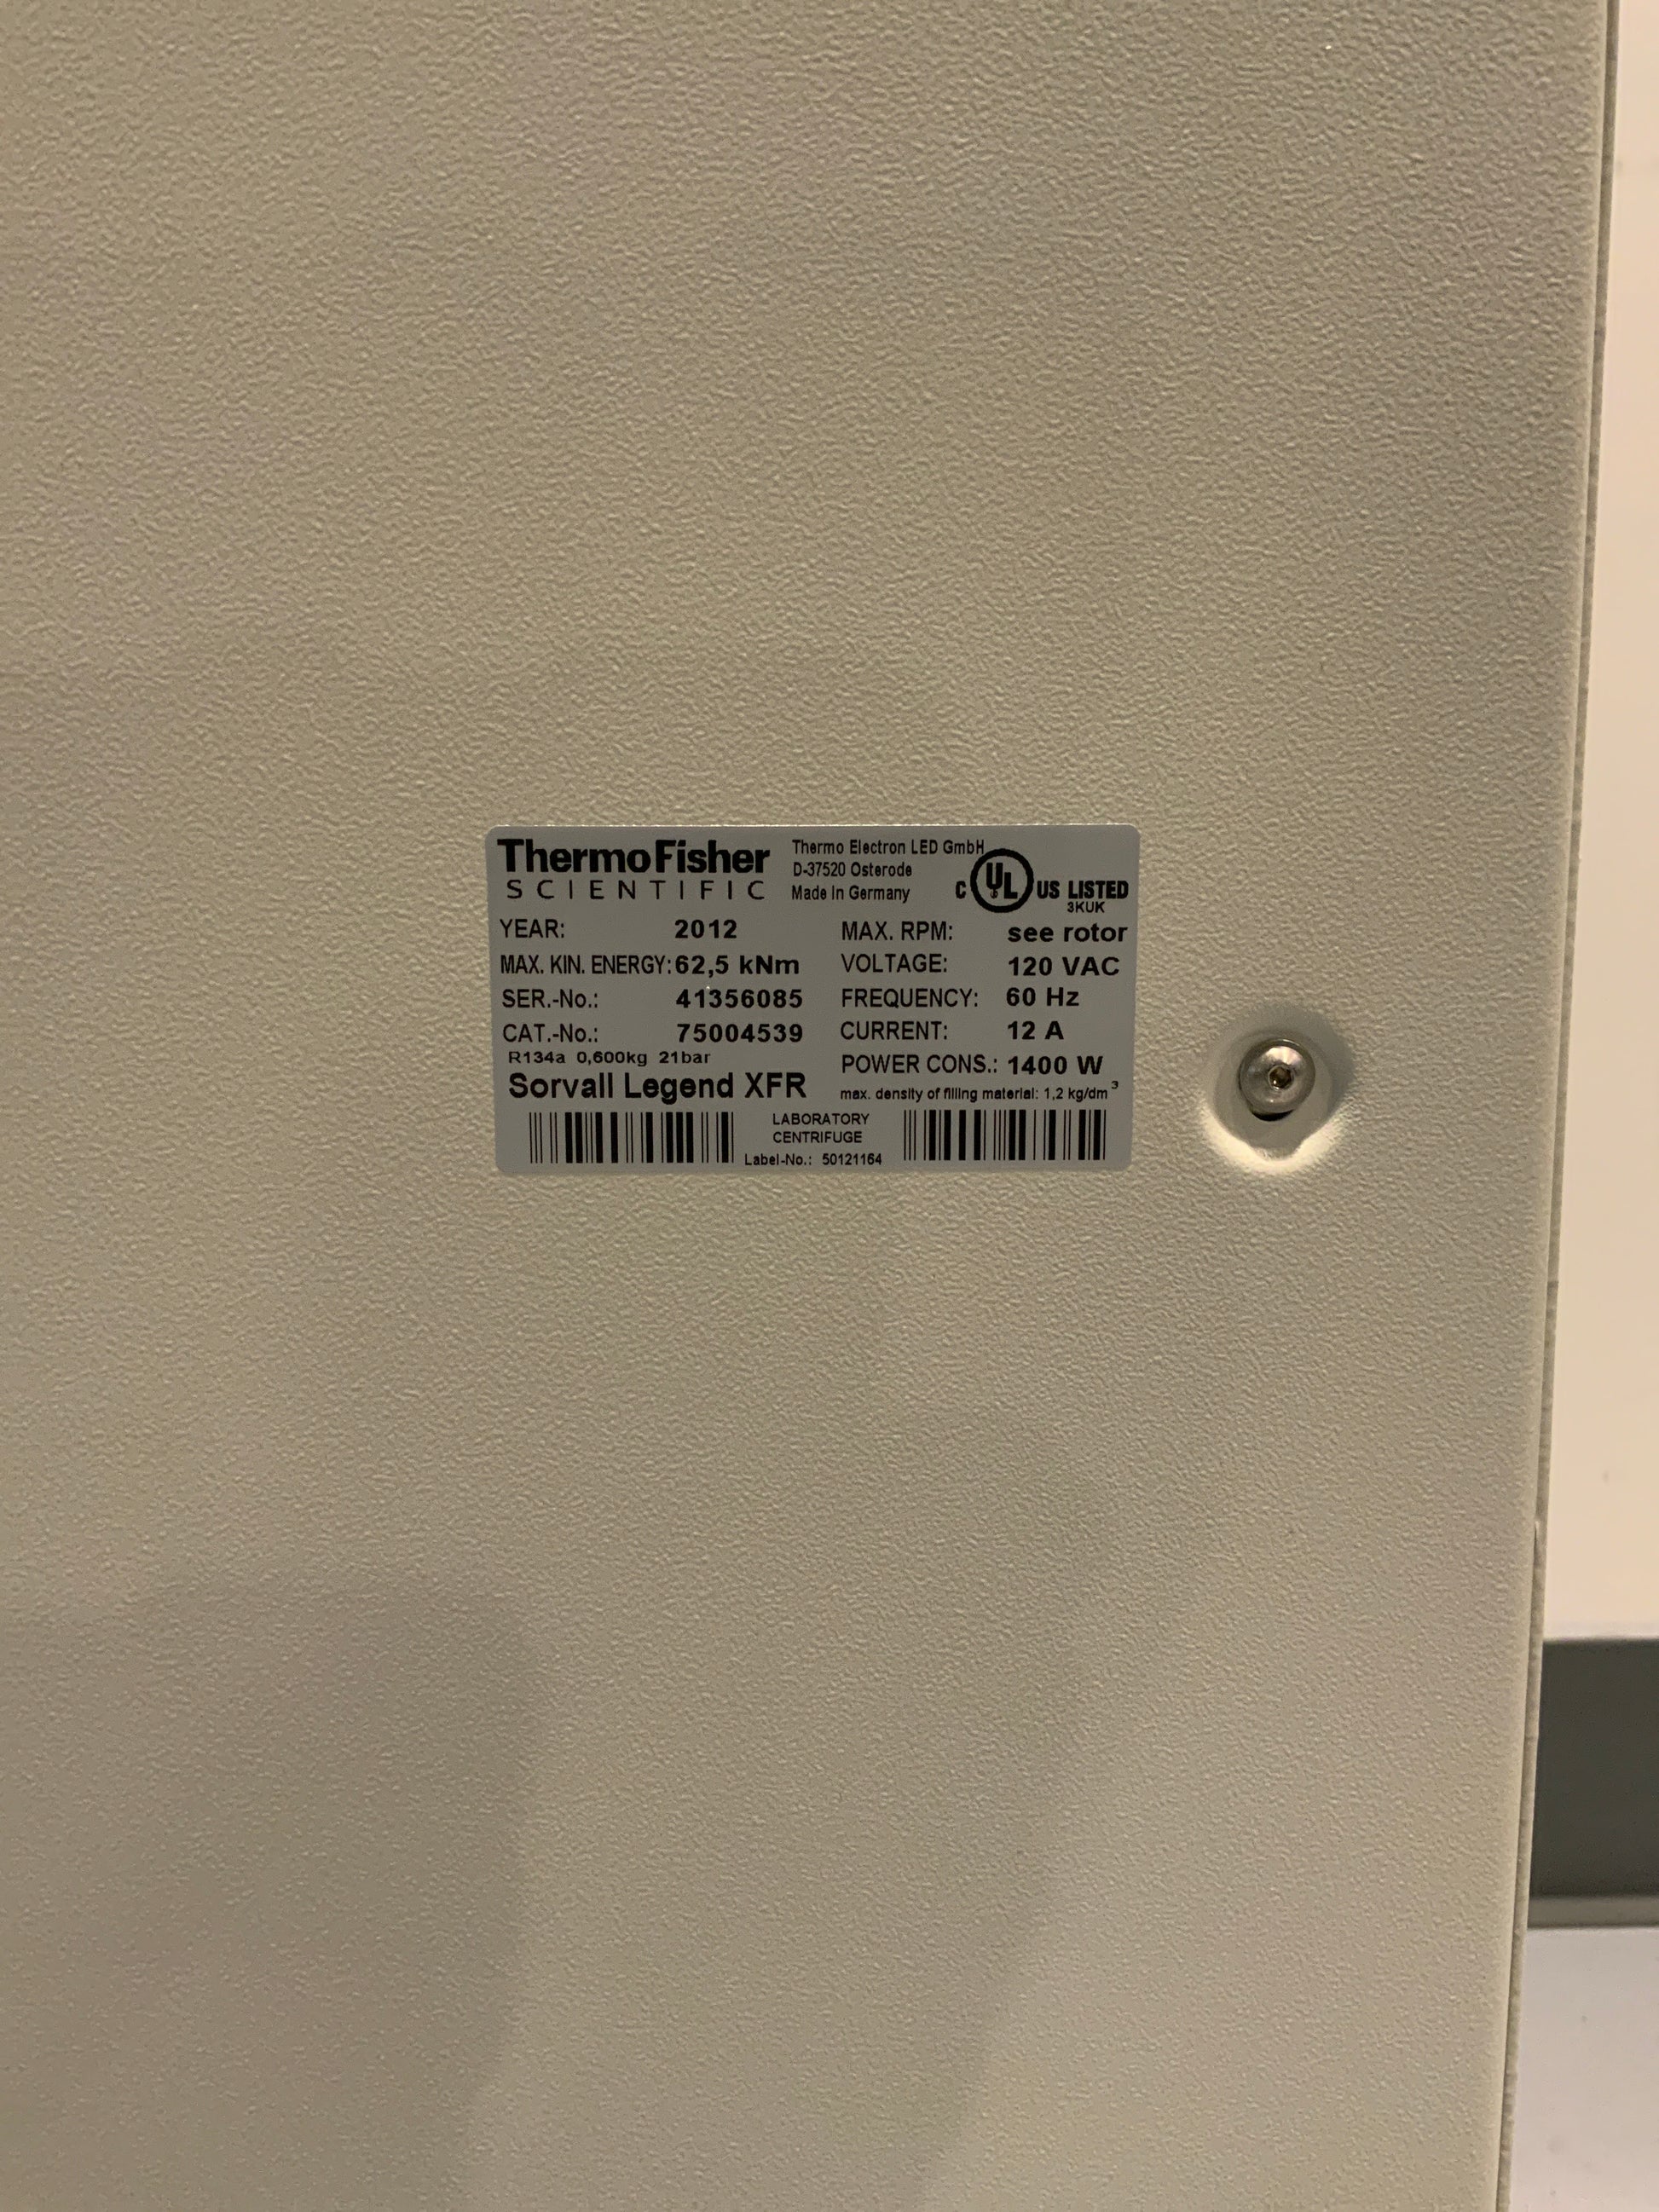 ThermoFisher
SCIENTIFIC
Thermo Electron LED GmbH
D-37520 Osterode
Made in Germany
C UL US LISTED
3KUK
YEAR: 2012
MAX. KIN. ENERGY: 62,5 kNm
SER.-No.: 41356085
CAT.-No.: 75004539
R134a 0,600kg 21bar
Sorvall Legend XFR
MAX. RPM: see rotor
VOLTAGE: 120 VAC
FREQUENCY: 60 Hz
CURRENT: 12 A
POWER CONS.: 1400 W
max. density of filling material: 1,2 kg/dm³
LABORATORY
CENTRIFUGE
Label-No.: 50121164